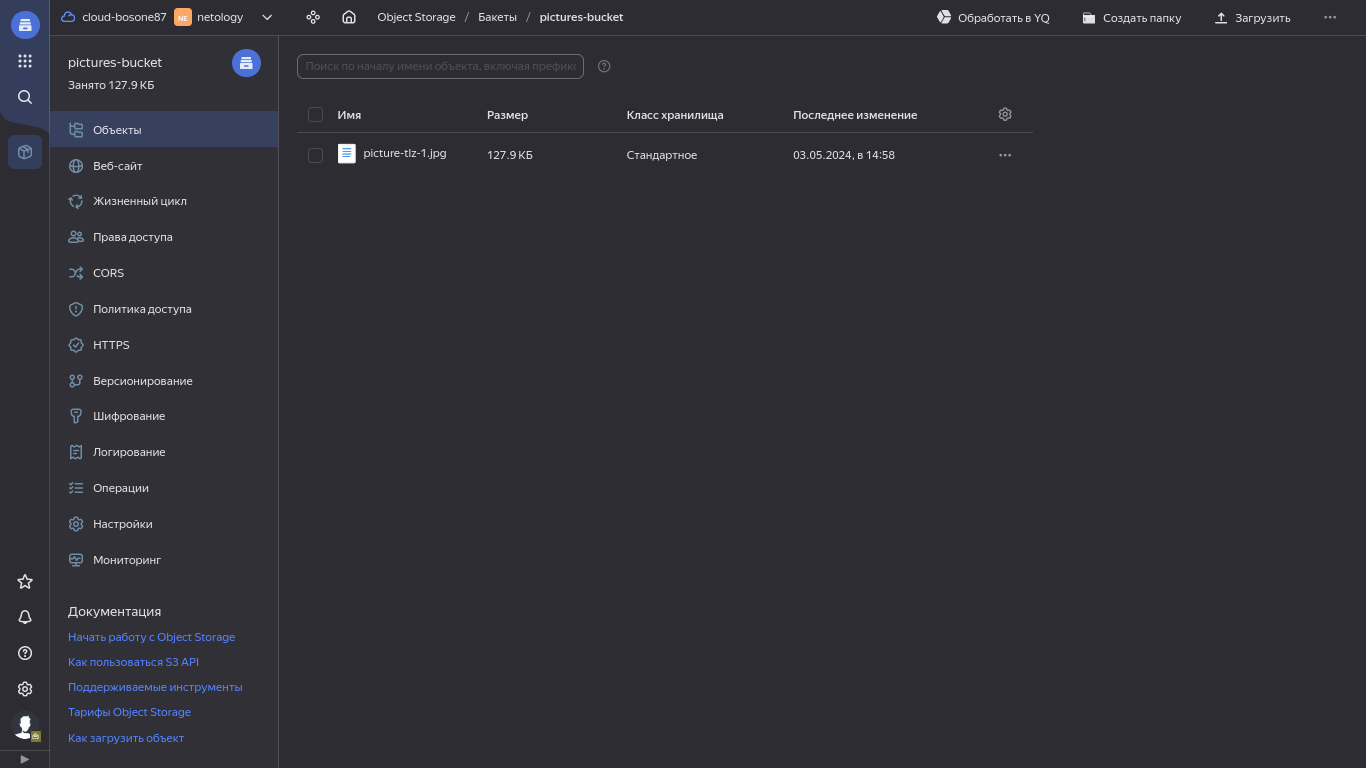 cloud-bosone87 NE netology Object Storage / Бакеты / pictures-bucket Обработать в YQ Создать папку Загрузить
pictures-bucket
Занято 127.9 КБ
Объекты
Веб-сайт
Жизненный цикл
Права доступа
CORS
Политика доступа
HTTPS
Версионирование
Шифрование
Логирование
Операции
Настройки
Мониторинг
Документация
Начать работу с Object Storage
Как пользоваться S3 API
Поддерживаемые инструменты
Тарифы Object Storage
Как загрузить объект
Поиск по началу имени объекта, включая префикс
Имя Размер Класс хранилища Последнее изменение
picture-tlz-1.jpg 127.9 КБ Стандартное 03.05.2024, в 14:58